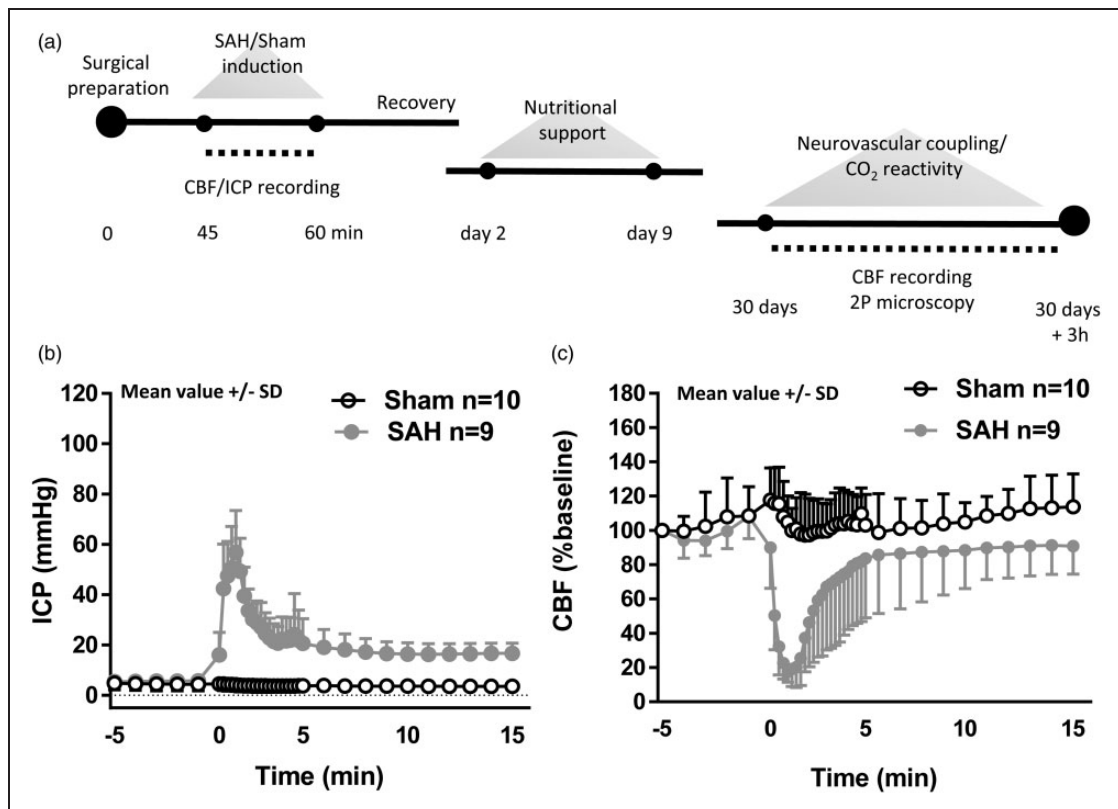 (a)
Surgical
preparation
SAH/Sham
induction
Recovery
CBF/ICP recording
0
45
60 min
Nutritional
support
day 2
day 9
Neurovascular coupling/
CO₂ reactivity
CBF recording
2P microscopy
30 days
30 days
+ 3h
(b)
Mean value +/- SD
Sham n=10
SAH n=9
ICP (mmHg)
120
100
80
60
40
20
0
-5
0
5
10
15
Time (min)
(c)
Mean value +/- SD
Sham n=10
SAH n=9
CBF (%baseline)
180
160
140
120
100
80
60
40
20
0
-5
0
5
10
15
Time (min)